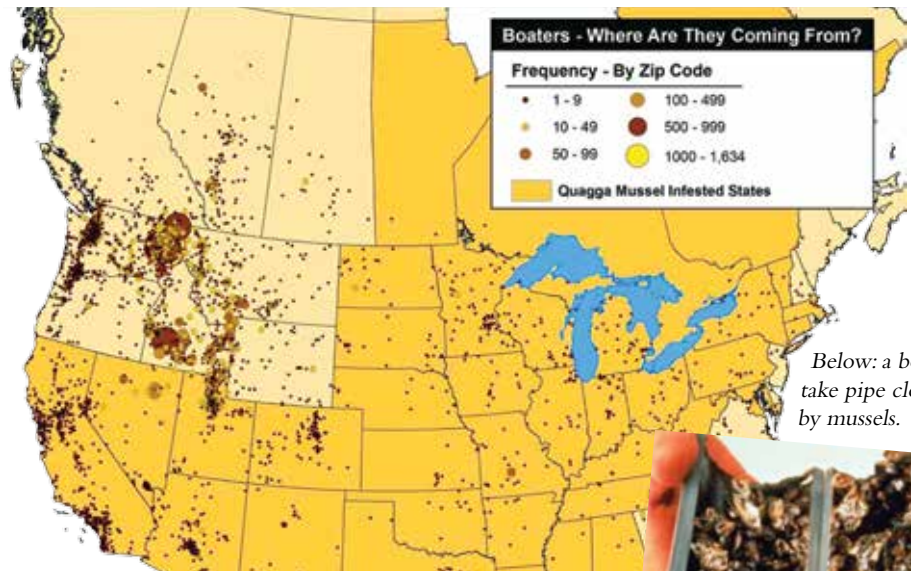 Boaters - Where Are They Coming From?
Frequency - By Zip Code
1 - 9
100 - 499
10 - 49
500 - 999
50 - 99
1000 - 1,634
Quagga Mussel Infested States
Below: a b
take pipe cl
by mussels.